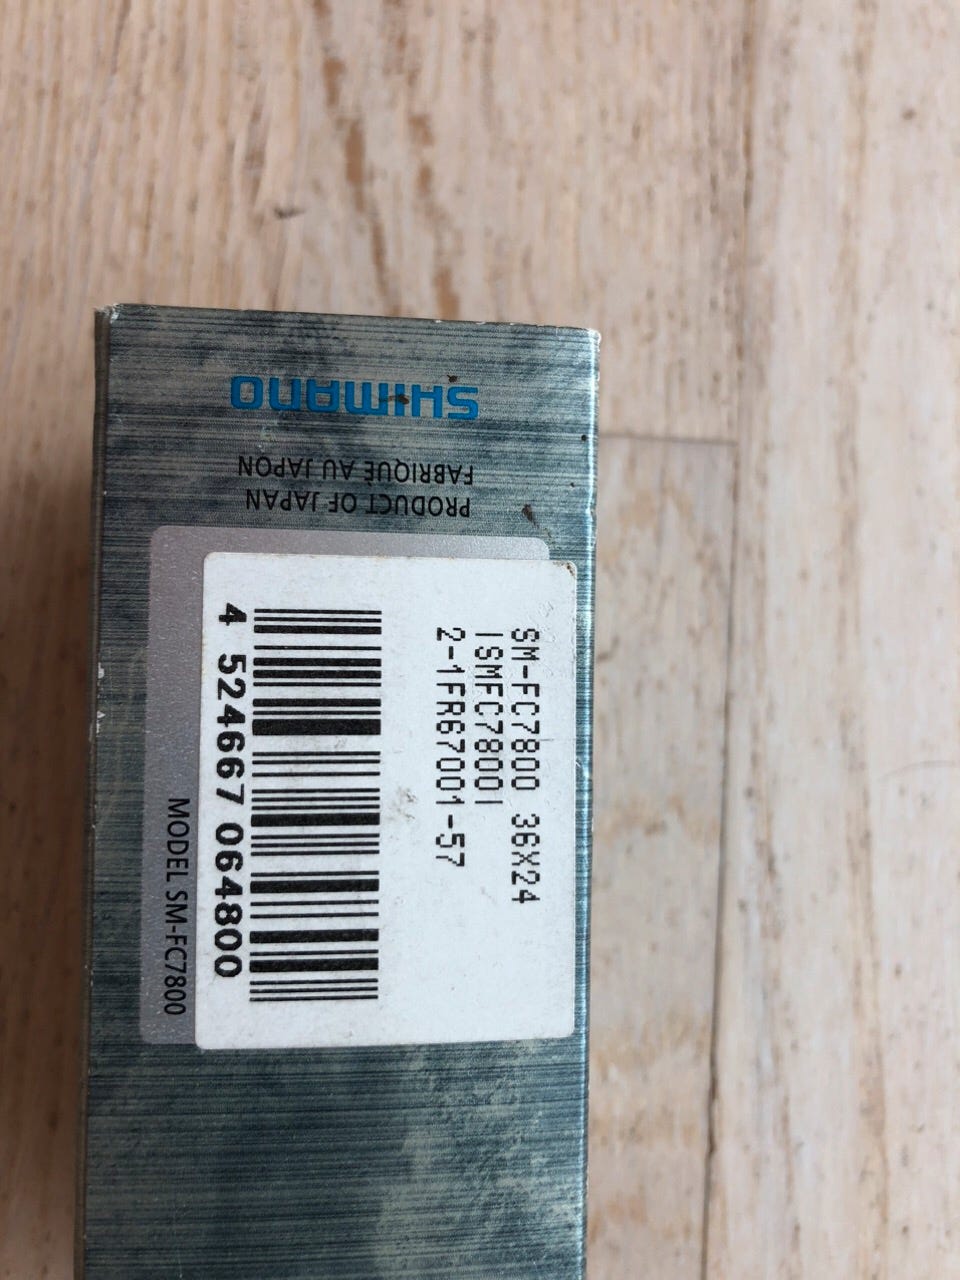 SHIMANO
FABRIQUÉ AU JAPON
PRODUCT OF JAPAN
SM-FC7800 36X24
ISMFC7800I
2-1FR67001-57
4 524667 064800
MODEL SM-FC7800